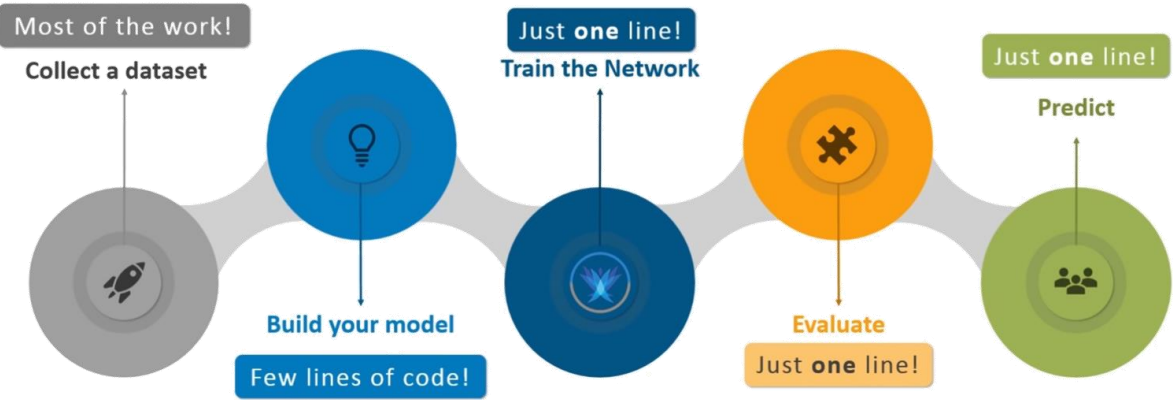 Most of the work!
Collect a dataset
Build your model
Few lines of code!
Just one line!
Train the Network
Evaluate
Just one line!
Just one line!
Predict